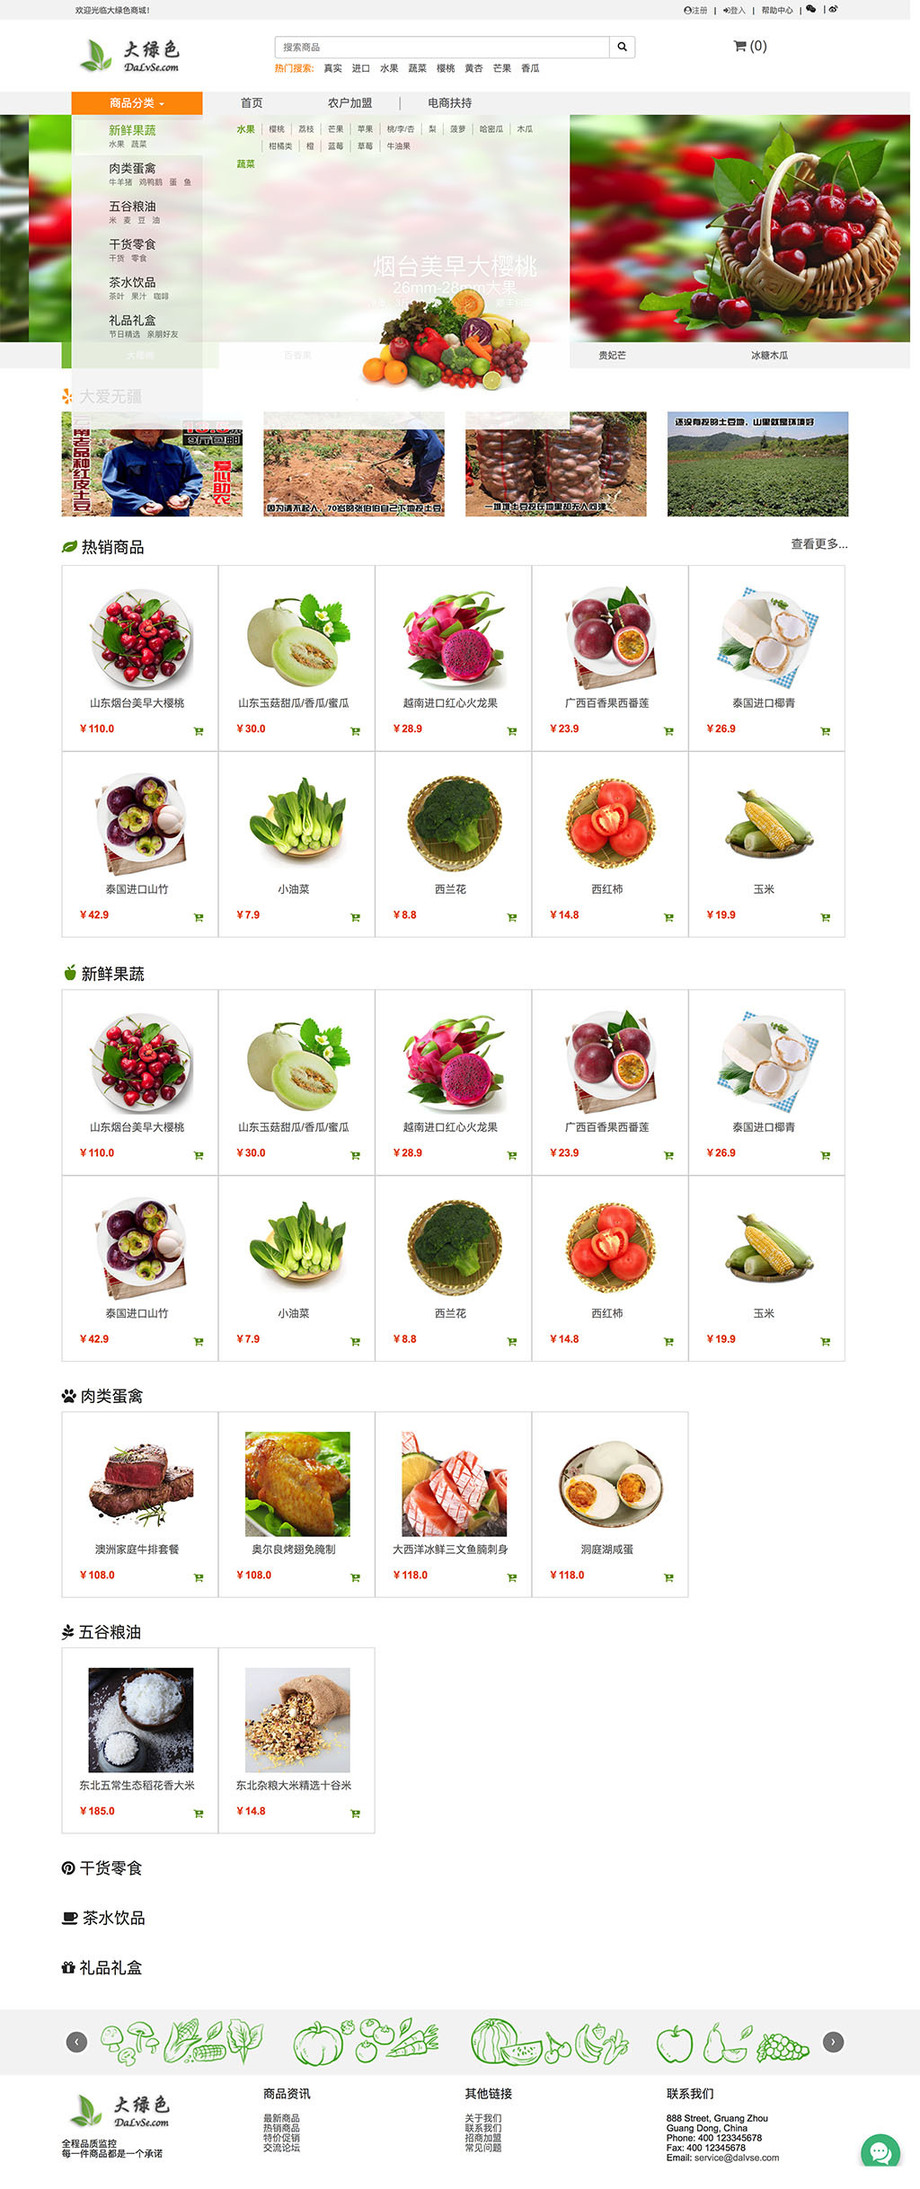 欢迎光临大绿色商城!
注册 | 登入 | 帮助中心 | |
大绿色
DaLvSe.com
搜索商品
(0)
热门搜索: 真实 进口 水果 蔬菜 樱桃 黄杏 芒果 香瓜
商品分类 首页 农户加盟 | 电商扶持
新鲜果蔬
水果 蔬菜
肉类蛋禽
牛羊猪 鸡鸭鹅 蛋 鱼
五谷粮油
米 麦 豆 油
干货零食
干货 零食
茶水饮品
茶叶 果汁 咖啡
礼品礼盒
节日精选 亲朋好友
水果 樱桃 荔枝 芒果 苹果 桃/李/杏 梨 菠萝 哈密瓜 木瓜
柑橘类 橙 蓝莓 草莓 牛油果
蔬菜
烟台美早大樱桃
26mm-28mm大果
大樱桃 百香果 贵妃芒 冰糖木瓜
大爱无疆
云南老品种红皮土豆
9斤包邮
爱心助农
因为请不起人,70岁的张伯伯自己下地挖土豆
一堆堆土豆挖在地里却无人问津
还没有挖的土豆地,山里就是环境好
热销商品
查看更多...
山东烟台美早大樱桃 山东玉菇甜瓜/香瓜/蜜瓜 越南进口红心火龙果 广西百香果西番莲 泰国进口椰青
¥110.0 ¥30.0 ¥28.9 ¥23.9 ¥26.9
泰国进口山竹 小油菜 西兰花 西红柿 玉米
¥42.9 ¥7.9 ¥8.8 ¥14.8 ¥19.9
新鲜果蔬
山东烟台美早大樱桃 山东玉菇甜瓜/香瓜/蜜瓜 越南进口红心火龙果 广西百香果西番莲 泰国进口椰青
¥110.0 ¥30.0 ¥28.9 ¥23.9 ¥26.9
泰国进口山竹 小油菜 西兰花 西红柿 玉米
¥42.9 ¥7.9 ¥8.8 ¥14.8 ¥19.9
肉类蛋禽
澳洲家庭牛排套餐 奥尔良烤翅免腌制 大西洋冰鲜三文鱼腩刺身 洞庭湖咸蛋
¥108.0 ¥108.0 ¥118.0 ¥118.0
五谷粮油
东北五常生态稻花香大米 东北杂粮大米精选十谷米
¥185.0 ¥14.8
干货零食
茶水饮品
礼品礼盒
大绿色
DaLvSe.com
全程品质监控
每一件商品都是一个承诺
商品资讯
最新商品
热销商品
特价促销
交流论坛
其他链接
关于我们
联系我们
招商加盟
常见问题
联系我们
888 Street, Gruang Zhou
Guang Dong, China
Phone: 400 123345678
Fax: 400 12345678
Email: service@dalvse.com